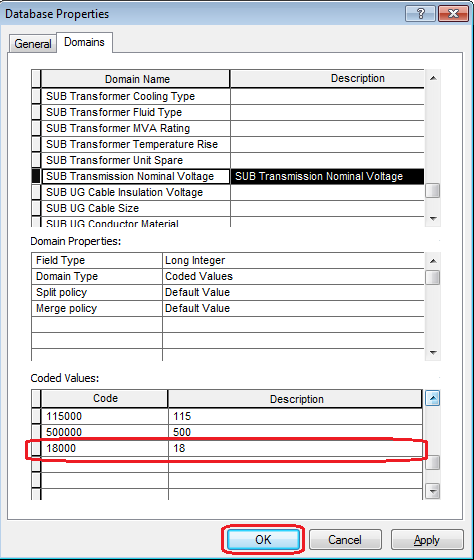 Database Properties
General Domains
Domain Name Description
SUB Transformer Cooling Type
SUB Transformer Fluid Type
SUB Transformer MVA Rating
SUB Transformer Temperature Rise
SUB Transformer Unit Spare
SUB Transmission Nominal Voltage SUB Transmission Nominal Voltage
SUB UG Cable Insulation Voltage
SUB UG Cable Size
SUB UG Conductor Material
Domain Properties:
Field Type Long Integer
Domain Type Coded Values
Split policy Default Value
Merge policy Default Value
Coded Values:
Code Description
115000 115
500000 500
18000 18
OK Cancel Apply